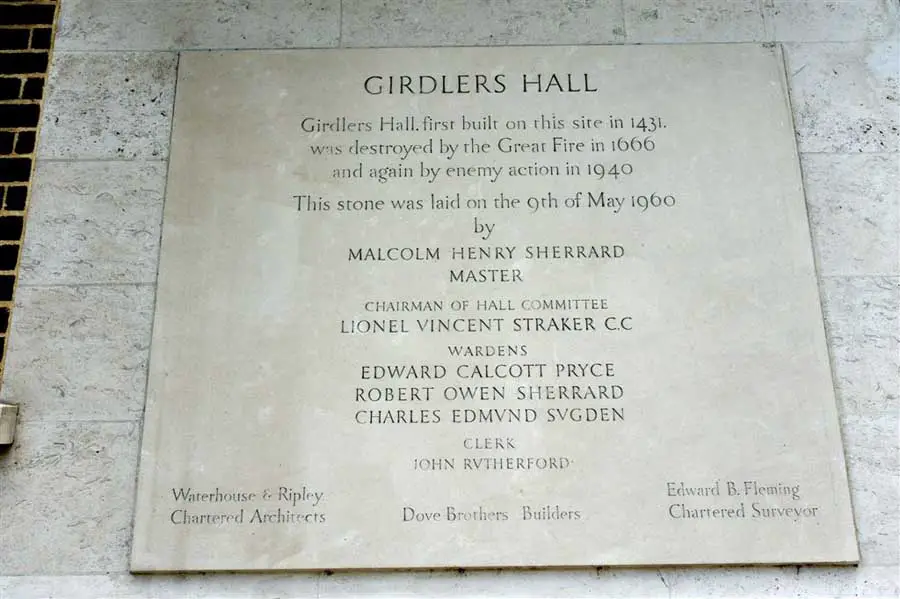 GIRDLERS HALL
Girdlers Hall, first built on this site in 1431,
was destroyed by the Great Fire in 1666
and again by enemy action in 1940
This stone was laid on the 9th of May 1960
by
MALCOLM HENRY SHERRARD
MASTER
CHAIRMAN OF HALL COMMITTEE
LIONEL VINCENT STRAKER C.C
WARDENS
EDWARD CALCOTT PRYCE
ROBERT OWEN SHERRARD
CHARLES EDMVND SVGDEN
CLERK
JOHN RVTHERFORD
Waterhouse & Ripley
Chartered Architects
Dove Brothers Builders
Edward B. Fleming
Chartered Surveyor